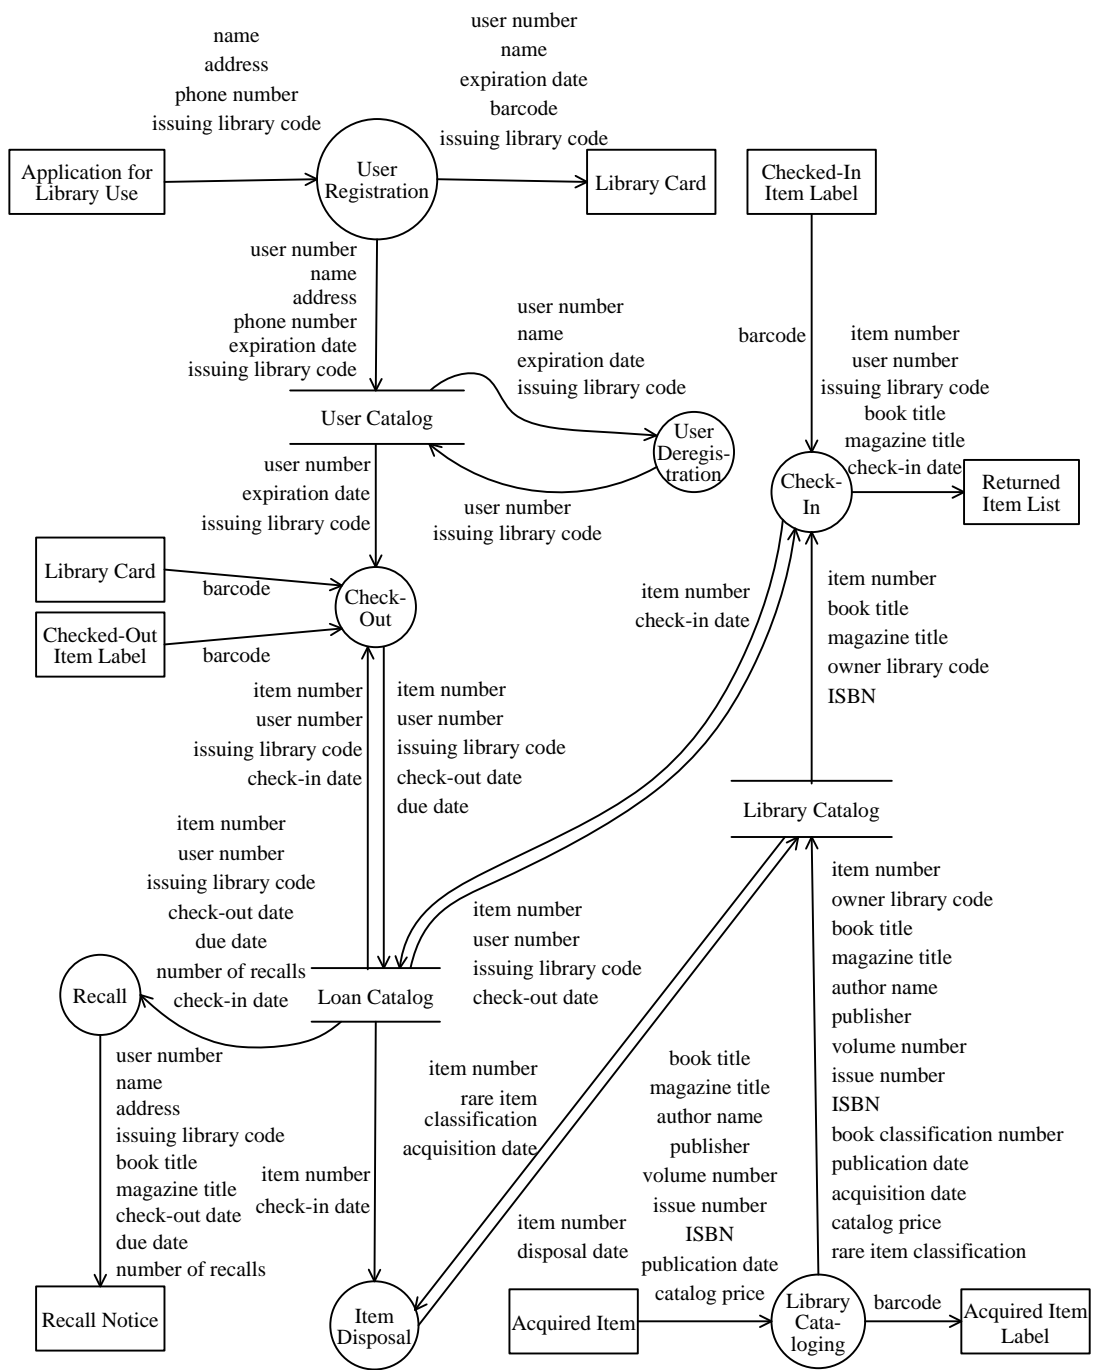 name
address
phone number
issuing library code
user number
name
expiration date
barcode
issuing library code
Application for
Library Use
User
Registration
Library Card
Checked-In
Item Label
user number
name
address
phone number
expiration date
issuing library code
user number
name
expiration date
issuing library code
barcode
item number
user number
issuing library code
book title
magazine title
check-in date
User Catalog
User
Deregis-
tration
user number
expiration date
issuing library code
user number
issuing library code
Check-
In
Returned
Item List
Library Card
barcode
Checked-Out
Item Label
barcode
Check-
Out
item number
check-in date
item number
book title
magazine title
owner library code
ISBN
item number
user number
issuing library code
check-in date
item number
user number
issuing library code
check-out date
due date
Library Catalog
item number
user number
issuing library code
check-out date
due date
number of recalls
check-in date
item number
user number
issuing library code
check-out date
Recall
Loan Catalog
item number
owner library code
book title
magazine title
author name
publisher
volume number
issue number
ISBN
book classification number
publication date
acquisition date
catalog price
rare item classification
user number
name
address
issuing library code
book title
magazine title
check-out date
due date
number of recalls
item number
check-in date
item number
rare item
classification
acquisition date
item number
disposal date
book title
magazine title
author name
publisher
volume number
issue number
ISBN
publication date
catalog price
Recall Notice
Item
Disposal
Acquired Item
Library
Cata-
loging
barcode
Acquired Item
Label